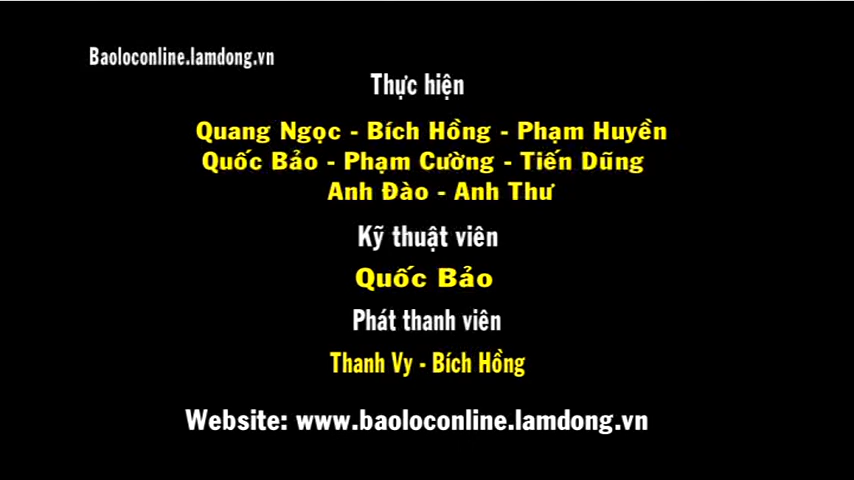 Baoloconline.lamdong.vn
Thực hiện
Quang Ngọc - Bích Hồng - Phạm Huyền
Quốc Bảo - Phạm Cường - Tiến Dũng
Anh Đào - Anh Thư
Kỹ thuật viên
Quốc Bảo
Phát thanh viên
Thanh Vy - Bích Hồng
Website: www.baoloconline.lamdong.vn